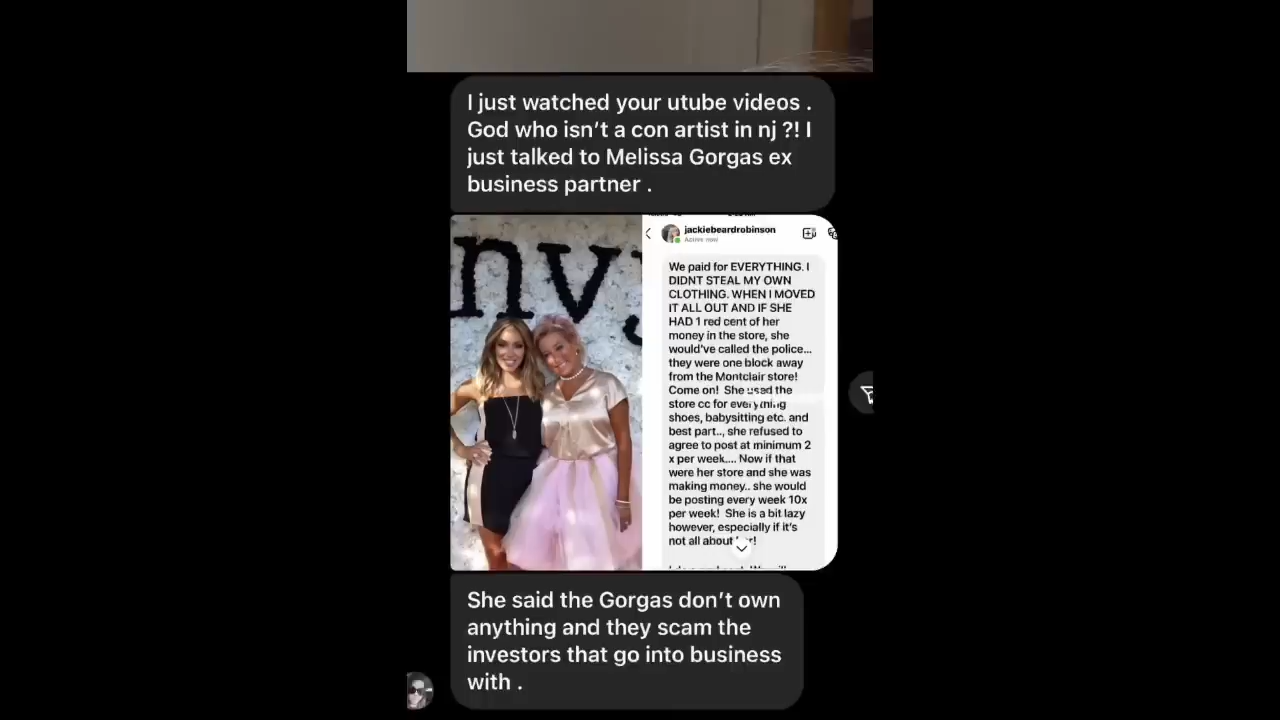 I just watched your utube videos .
God who isn't a con artist in nj ?! I
just talked to Melissa Gorgas ex
business partner .
nvy
jackiebeardrobinson
Active now
We paid for EVERYTHING. I
DIDNT STEAL MY OWN
CLOTHING. WHEN I MOVED
IT ALL OUT AND IF SHE
HAD 1 red cent of her
money in the store, she
would've called the police...
they were one block away
from the Montclair store!
Come on! She used the
store cc for everything
shoes, babysitting etc. and
best part.., she refused to
agree to post at minimum 2
x per week.... Now if that
were her store and she was
making money.. she would
be posting every week 10x
per week! She is a bit lazy
however, especially if it's
not all about her!
She said the Gorgas don't own
anything and they scam the
investors that go into business
with .